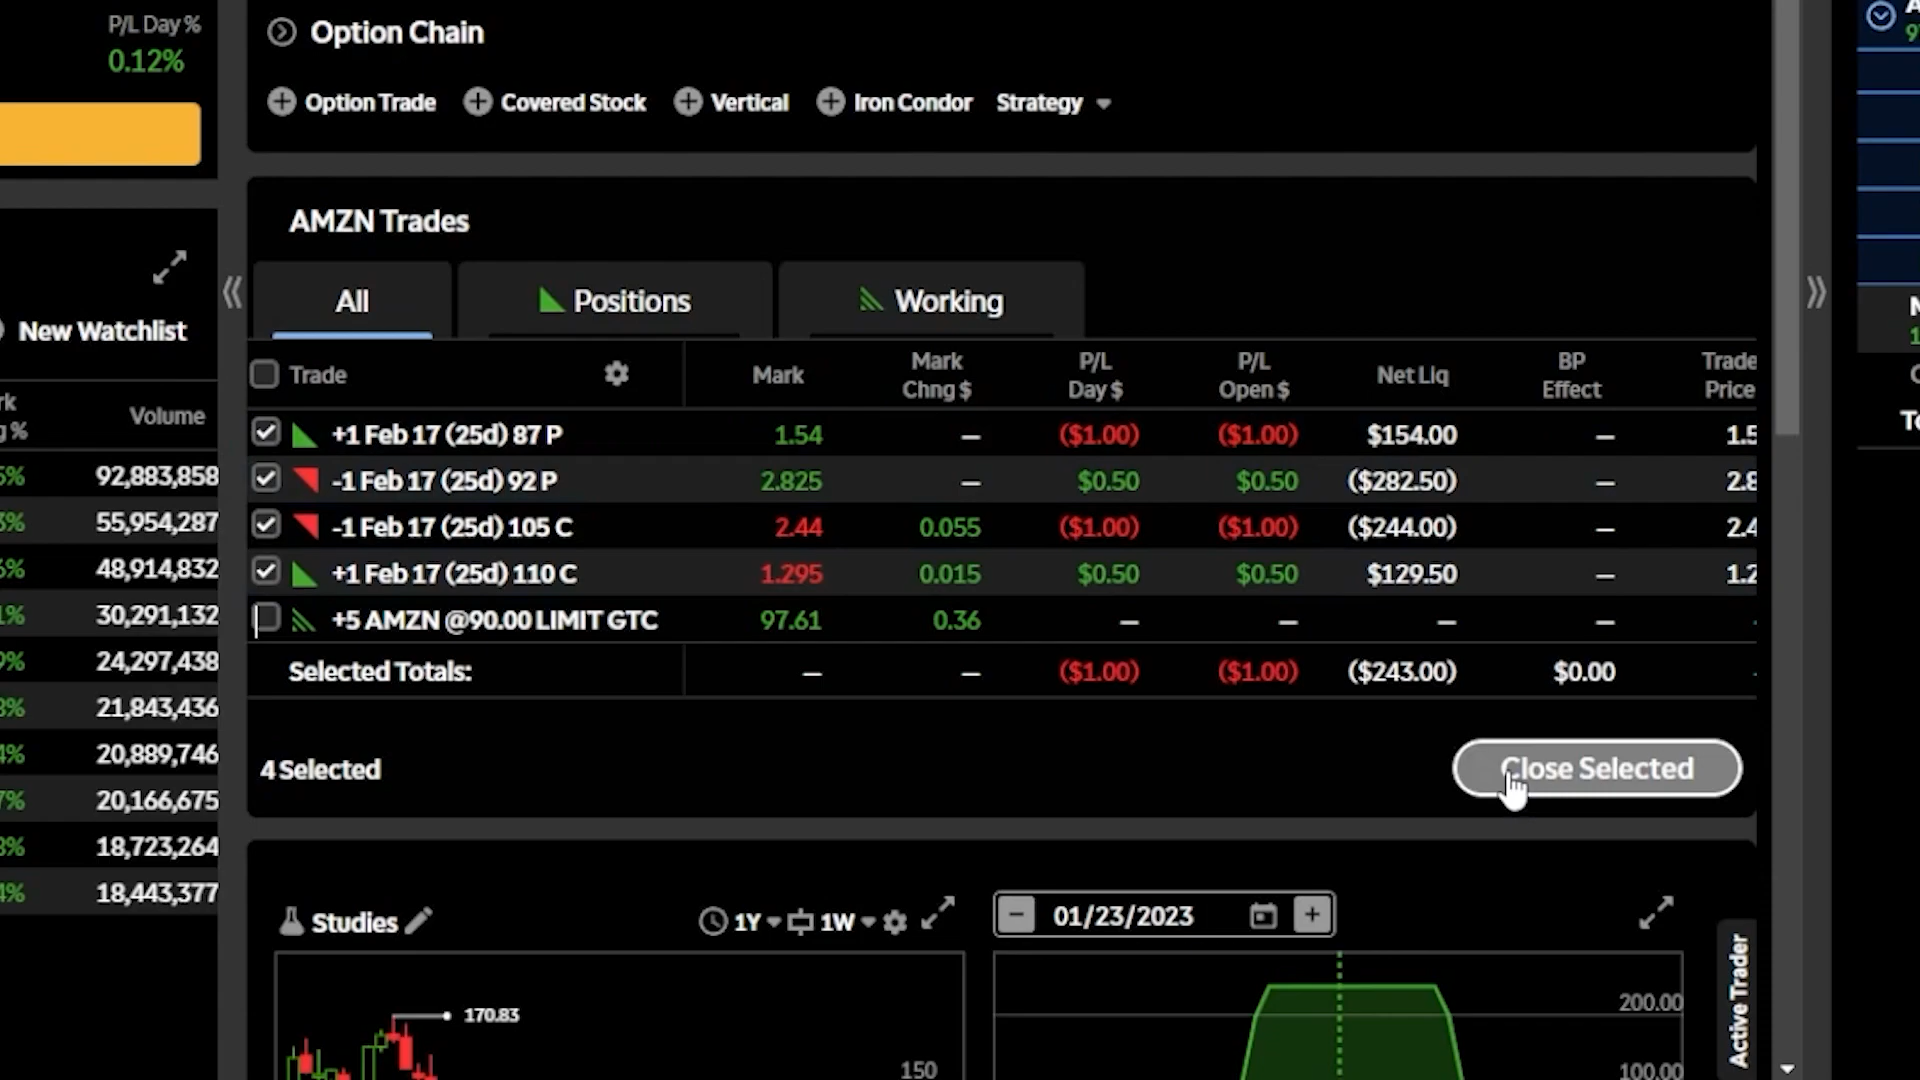 P/L Day %
0.12%
Option Chain
Option Trade Covered Stock Vertical Iron Condor Strategy
AMZN Trades
All Positions Working
New Watchlist
Volume
92,883,858
55,954,287
48,914,832
30,291,132
24,297,438
21,843,436
20,889,746
20,166,675
18,723,264
18,443,377
Trade Mark Mark Chng $ P/L Day $ P/L Open $ Net Liq BP Effect Trade Price
+1 Feb 17 (25d) 87 P 1.54 — ($1.00) ($1.00) $154.00 — 1.5
-1 Feb 17 (25d) 92 P 2.825 — $0.50 $0.50 ($282.50) — 2.8
-1 Feb 17 (25d) 105 C 2.44 0.055 ($1.00) ($1.00) ($244.00) — 2.4
+1 Feb 17 (25d) 110 C 1.295 0.015 $0.50 $0.50 $129.50 — 1.2
+5 AMZN @90.00 LIMIT GTC 97.61 0.36 — — — —
Selected Totals: — — ($1.00) ($1.00) ($243.00) $0.00
4 Selected
Close Selected
Studies 1Y 1W
01/23/2023
170.83
150
200.00
100.00
Active Trader